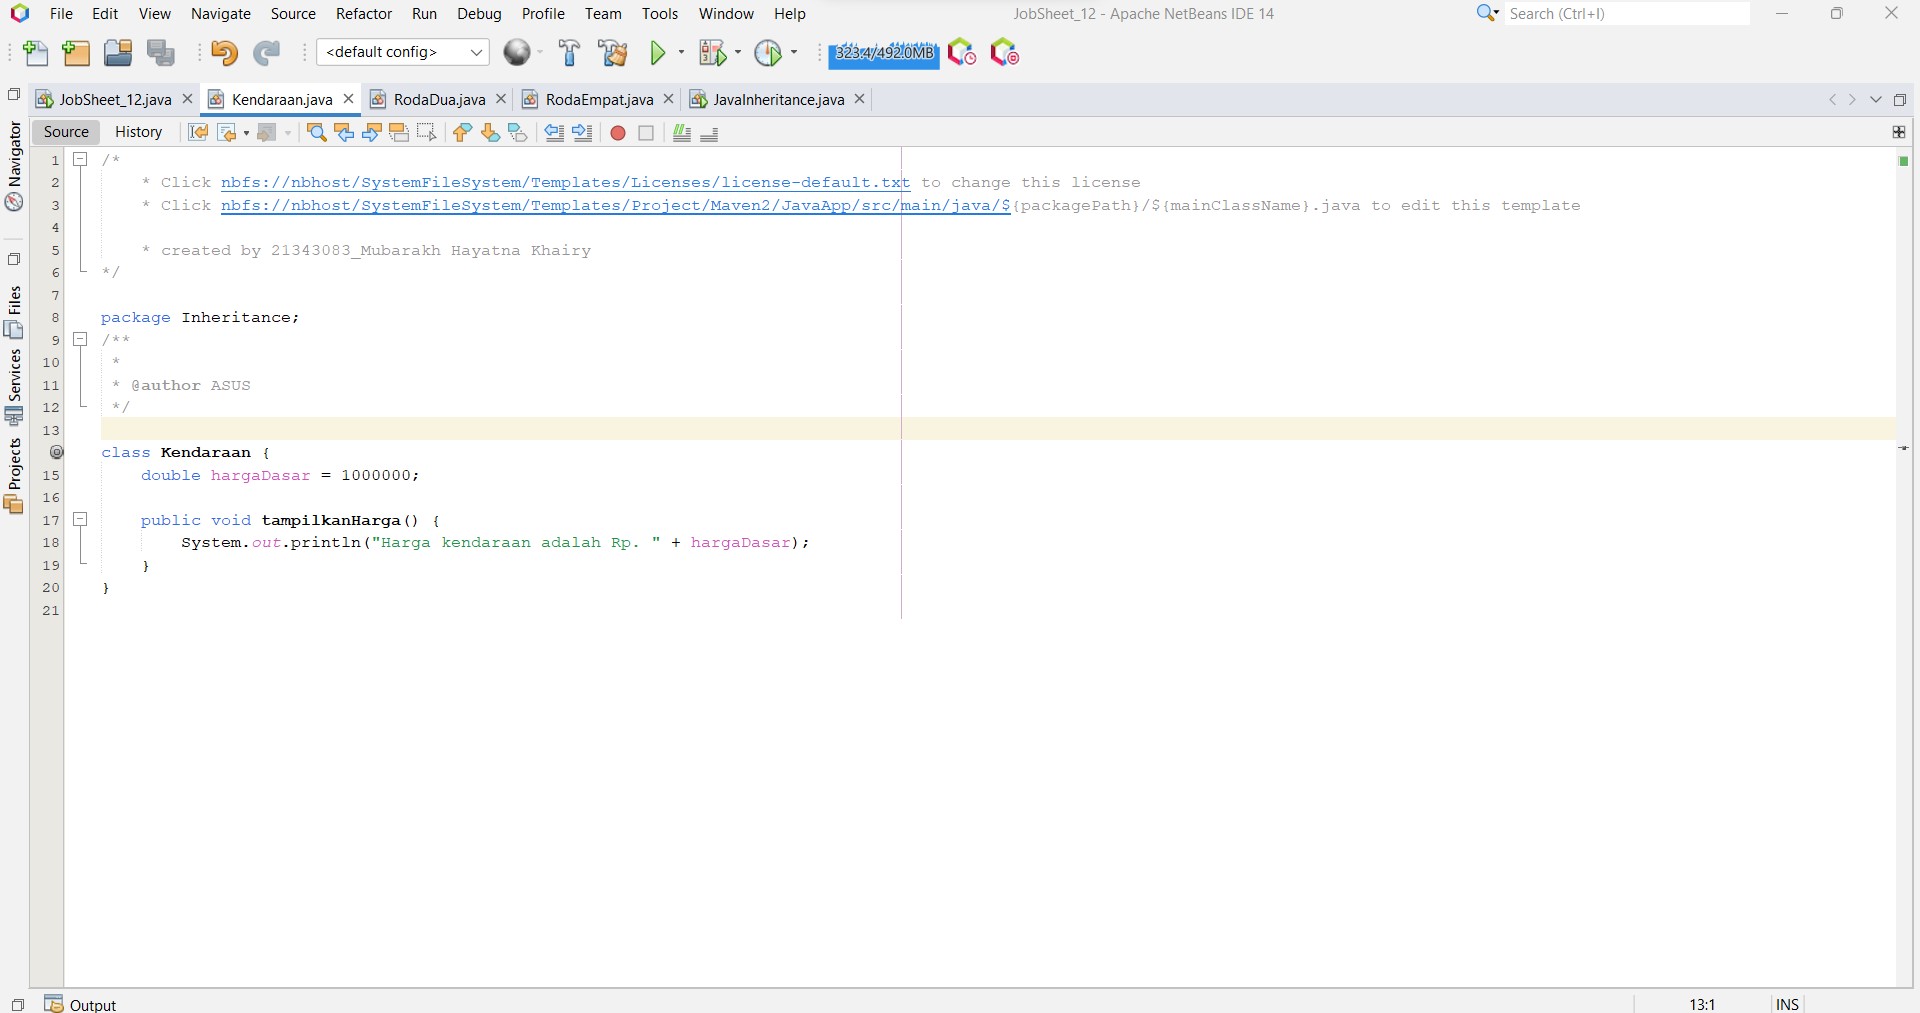 File Edit View Navigate Source Refactor Run Debug Profile Team Tools Window Help JobSheet_12 - Apache NetBeans IDE 14 Search (Ctrl+I)
<default config> 323.4/492.0MB
JobSheet_12.java Kendaraan.java RodaDua.java RodaEmpat.java JavaInheritance.java
Source History
Navigator
Files
Services
Projects
1 /*
2 * Click nbfs://nbhost/SystemFileSystem/Templates/Licenses/license-default.txt to change this license
3 * Click nbfs://nbhost/SystemFileSystem/Templates/Project/Maven2/JavaApp/src/main/java/${packagePath}/${mainClassName}.java to edit this template
4
5 * created by 21343083_Mubarakh Hayatna Khairy
6 */
7
8 package Inheritance;
9 /**
10 *
11 * @author ASUS
12 */
13
class Kendaraan {
15 double hargaDasar = 1000000;
16
17 public void tampilkanHarga() {
18 System.out.println("Harga kendaraan adalah Rp. " + hargaDasar);
19 }
20 }
21
Output 13:1 INS